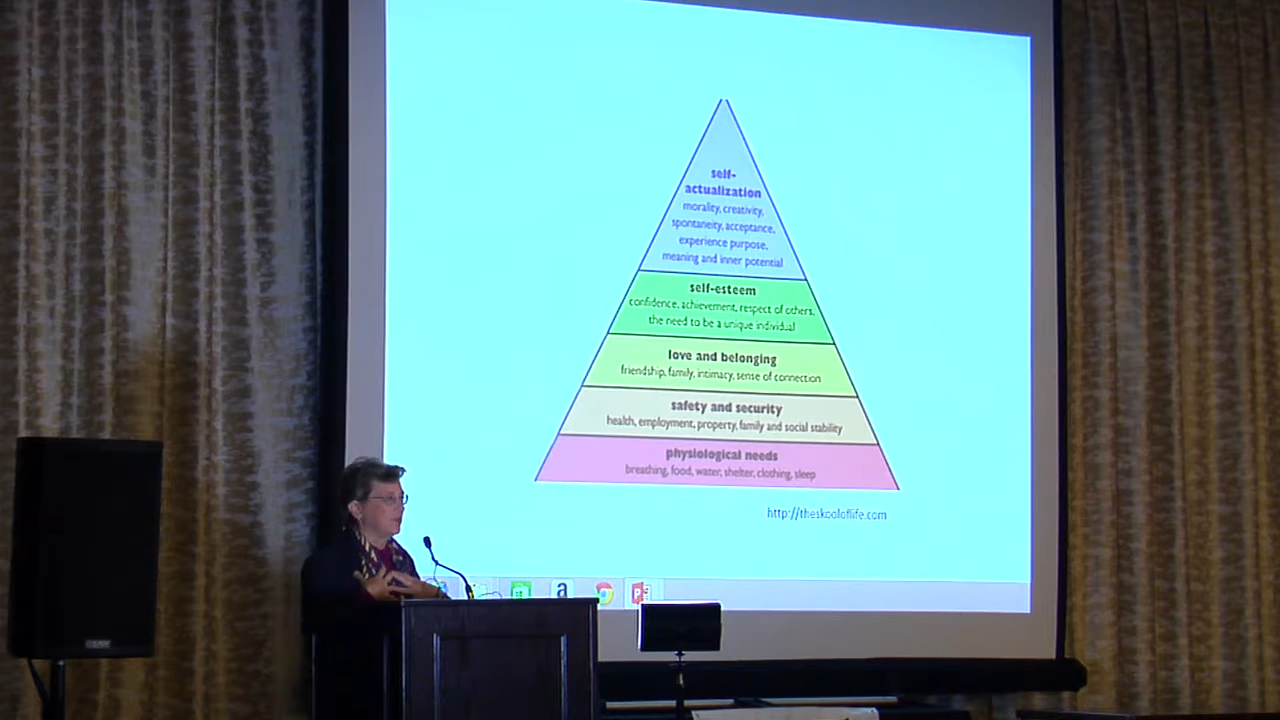 self-
actualization
morality, creativity,
spontaneity, acceptance,
experience purpose,
meaning and inner potential
self-esteem
confidence, achievement, respect of others,
the need to be a unique individual
love and belonging
friendship, family, intimacy, sense of connection
safety and security
health, employment, property, family and social stability
physiological needs
breathing, food, water, shelter, clothing, sleep
http://theskooloflife.com
a
P